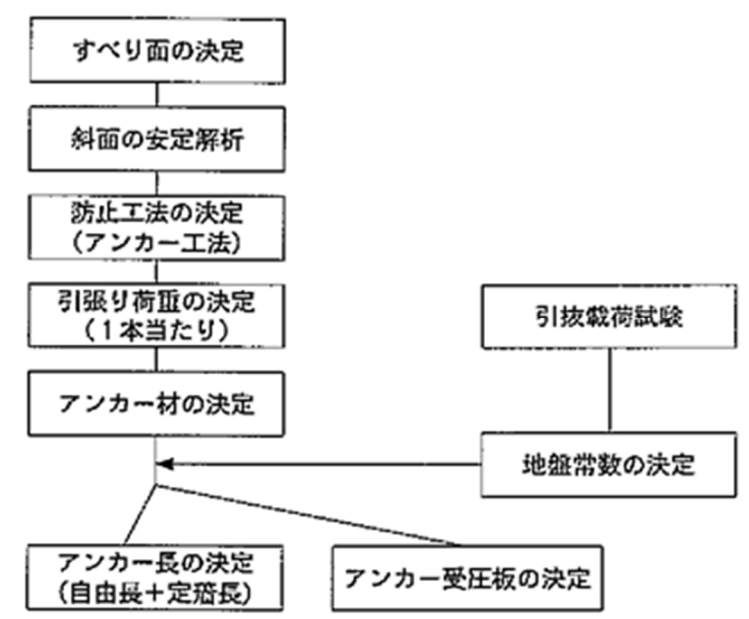 すべり面の決定
斜面の安定解析
防止工法の決定
(アンカー工法)
引張り荷重の決定
(1本当たり)
引抜載荷試験
アンカー材の決定
地盤常数の決定
アンカー長の決定
(自由長+定着長)
アンカー受圧板の決定